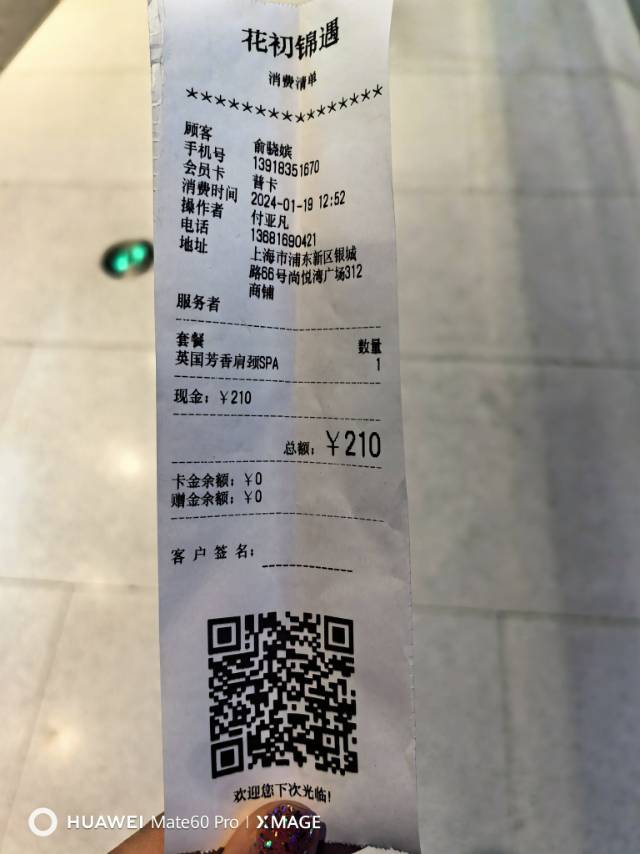 花初锦遇
消费清单
***************
顾客 俞骁嫔
手机号 13918351670
会员卡 普卡
消费时间 2024-01-19 12:52
操作者 付亚凡
电话 13681690421
地址 上海市浦东新区银城
路66号尚悦湾广场312
商铺
服务者
套餐 数量
英国芳香肩颈SPA 1
现金：￥210
总额：￥210
卡金余额：￥0
赠金余额：￥0
客户签名：
欢迎您下次光临！
HUAWEI Mate60 Pro | XMAGE